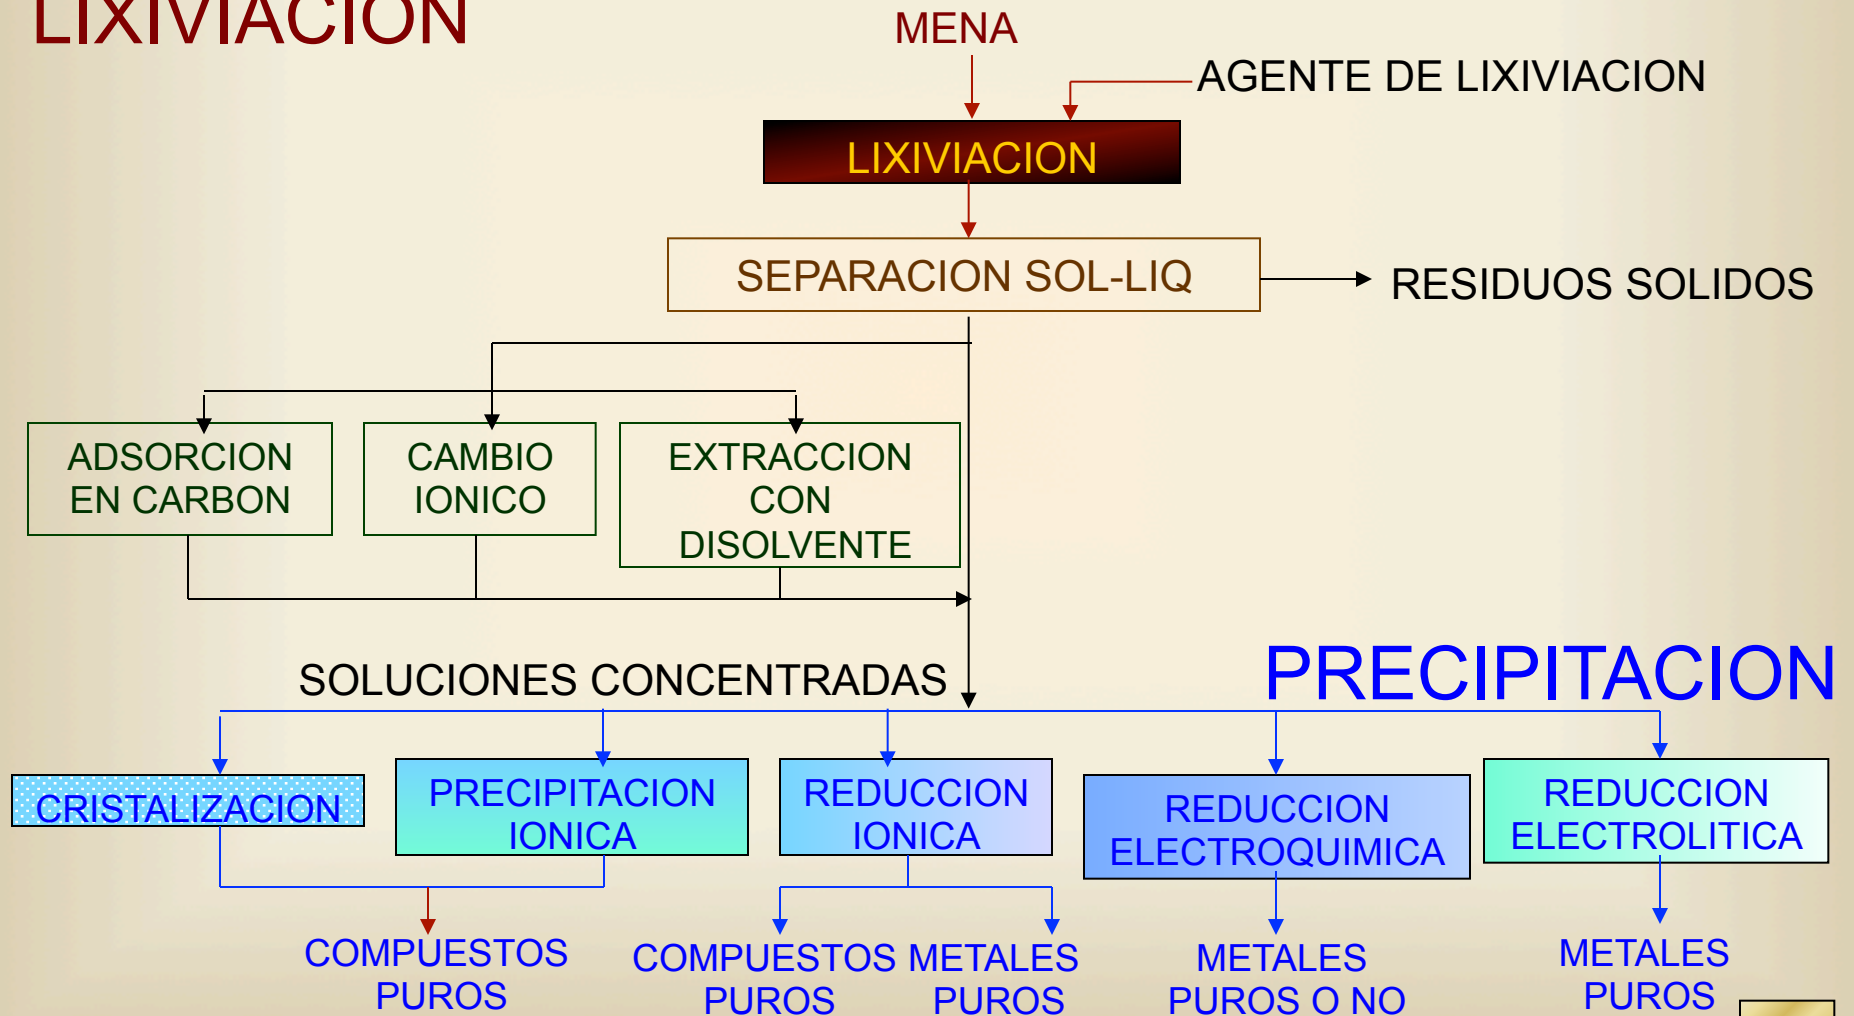 LIXIVIACION
MENA
AGENTE DE LIXIVIACION
LIXIVIACION
SEPARACION SOL-LIQ
RESIDUOS SOLIDOS
ADSORCION
EN CARBON
CAMBIO
IONICO
EXTRACCION
CON
DISOLVENTE
SOLUCIONES CONCENTRADAS
PRECIPITACION
CRISTALIZACION
PRECIPITACION
IONICA
REDUCCION
IONICA
REDUCCION
ELECTROQUIMICA
REDUCCION
ELECTROLITICA
COMPUESTOS
PUROS
COMPUESTOS
PUROS
METALES
PUROS
METALES
PUROS O NO
METALES
PUROS